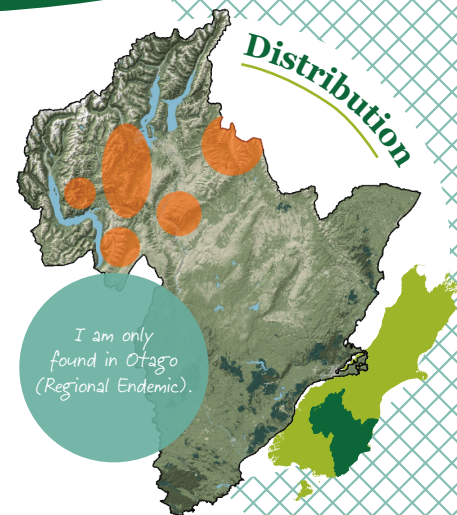 Distribution
I am only
found in Otago
(Regional Endemic).